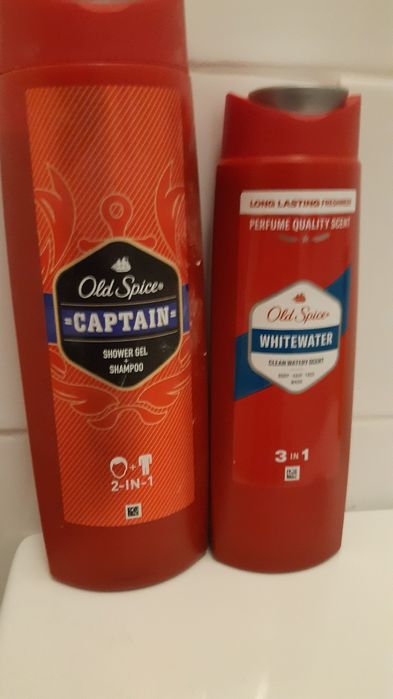 Old Spice
CAPTAIN
SHOWER GEL
+
SHAMPOO
+
2-IN-1
LONG LASTING FRESHNESS
PERFUME QUALITY SCENT
Old Spice
WHITEWATER
CLEAN WATERY SCENT
3 IN 1